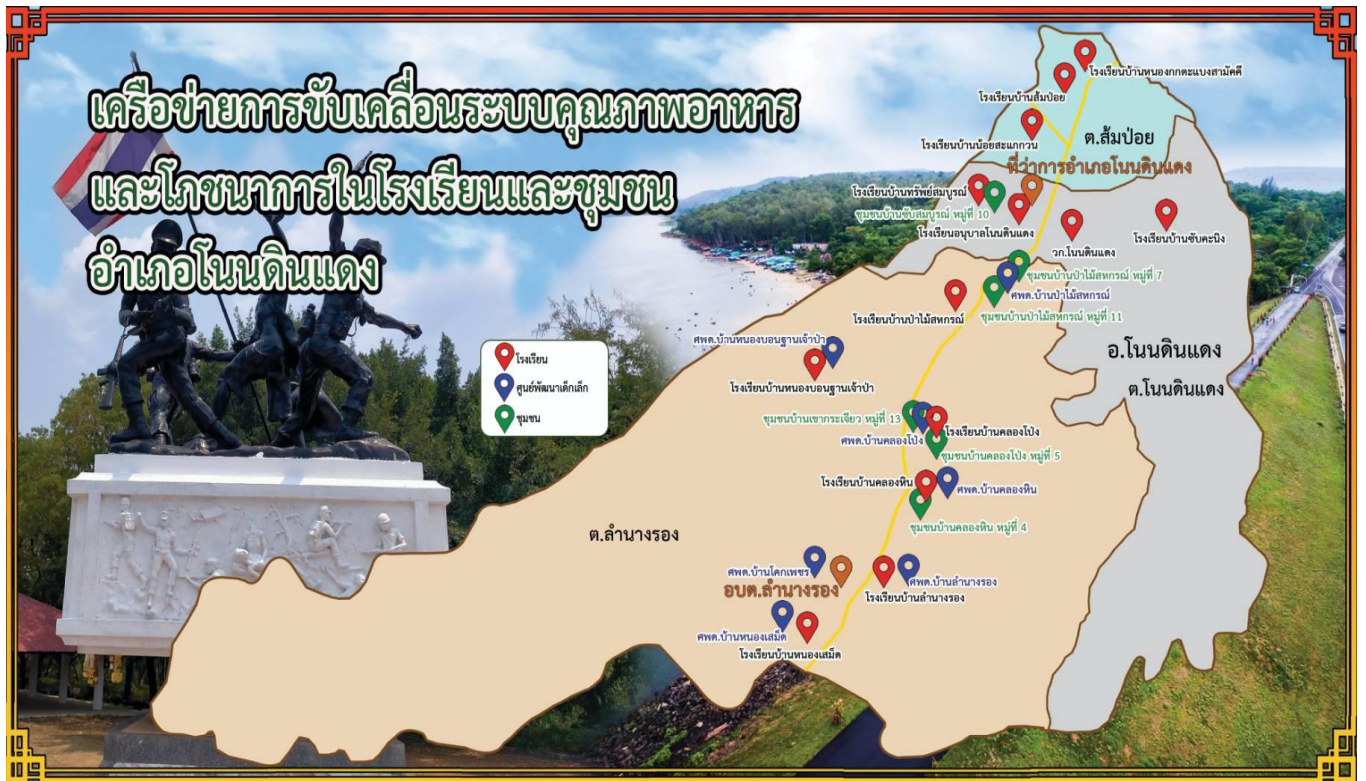 เครือข่ายการขับเคลื่อนระบบคุณภาพอาหาร
และโภชนาการในโรงเรียนและชุมชน
อำเภอโนนดินแดง
โรงเรียน
ศูนย์พัฒนาเด็กเล็ก
ชุมชน
โรงเรียนบ้านหนองกกตะแบงสามัคคี
โรงเรียนบ้านส้มป่อย
ต.ส้มป่อย
โรงเรียนบ้านน้อยสะแกกวน
ที่ว่าการอำเภอโนนดินแดง
โรงเรียนบ้านทรัพย์สมบูรณ์
ชุมชนบ้านซับสมบูรณ์ หมู่ที่ 10
โรงเรียนอนุบาลโนนดินแดง
วก.โนนดินแดง
โรงเรียนบ้านซับคะนิง
ชุมชนบ้านป่าไม้สหกรณ์ หมู่ที่ 7
ศพด.บ้านป่าไม้สหกรณ์
ชุมชนบ้านป่าไม้สหกรณ์ หมู่ที่ 11
โรงเรียนบ้านป่าไม้สหกรณ์
ศพด.บ้านหนองบอนฐานเจ้าป่า
โรงเรียนบ้านหนองบอนฐานเจ้าป่า
อ.โนนดินแดง
ต.โนนดินแดง
ชุมชนบ้านเขากระเจียว หมู่ที่ 13
โรงเรียนบ้านคลองโป่ง
ศพด.บ้านคลองโป่ง
ชุมชนบ้านคลองโป่ง หมู่ที่ 5
โรงเรียนบ้านคลองหิน
ศพด.บ้านคลองหิน
ชุมชนบ้านคลองหิน หมู่ที่ 4
ต.ลำนางรอง
ศพด.บ้านโคกเพชร
อบต.ลำนางรอง
ศพด.บ้านลำนางรอง
โรงเรียนบ้านลำนางรอง
ศพด.บ้านหนองเสม็ด
โรงเรียนบ้านหนองเสม็ด